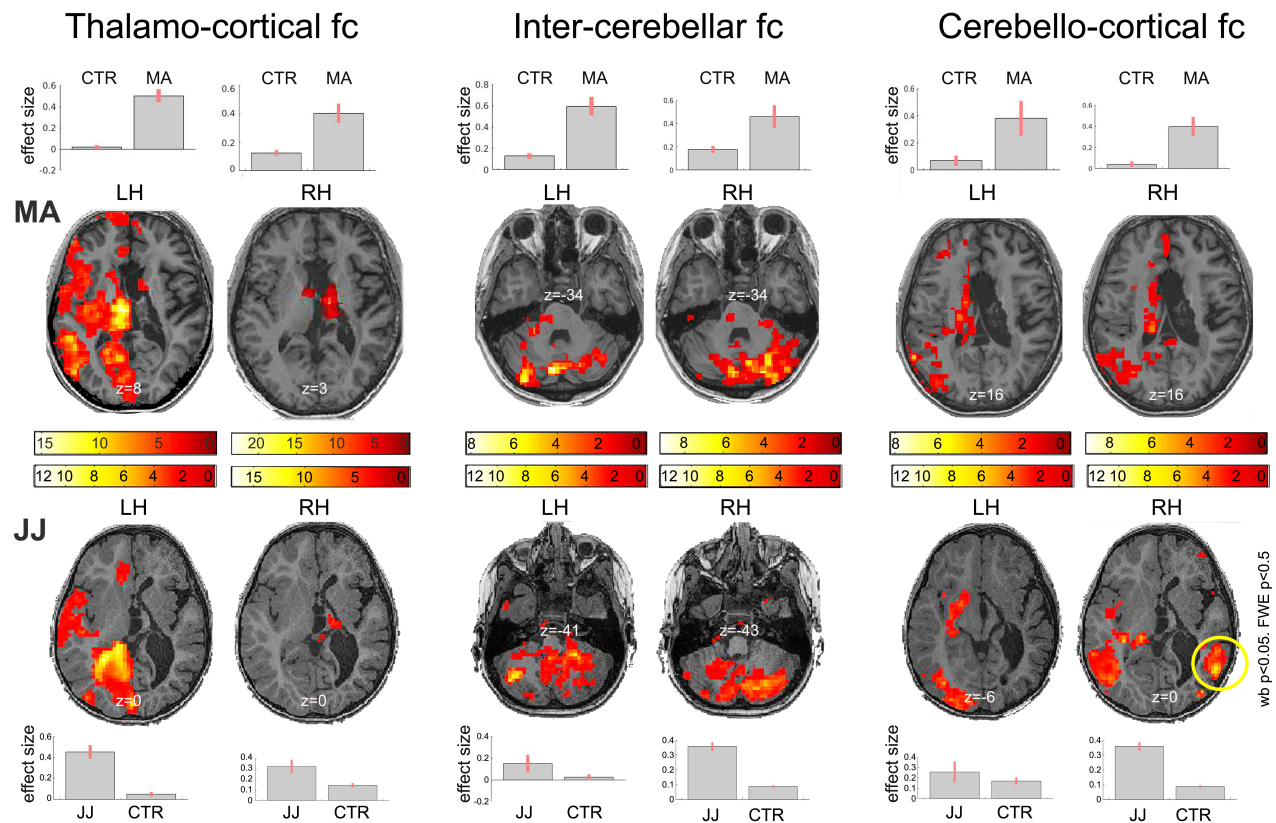 Thalamo-cortical fc
Inter-cerebellar fc
Cerebello-cortical fc
CTR MA
CTR MA
CTR MA
CTR MA
CTR MA
CTR MA
effect size
0.6
0.4
0.2
0
-0.2
0.6
0.4
0.2
0
effect size
0.8
0.6
0.4
0.2
0
0.6
0.4
0.2
0
effect size
0.6
0.4
0.2
0
0.6
0.4
0.2
0
MA
LH
RH
LH
RH
LH
RH
z=8
z=3
z=-34
z=-34
z=16
z=16
15 10 5 0
20 15 10 5 0
8 6 4 2 0
8 6 4 2 0
8 6 4 2 0
8 6 4 2 0
12 10 8 6 4 2 0
15 10 5 0
12 10 8 6 4 2 0
12 10 8 6 4 2 0
12 10 8 6 4 2 0
12 10 8 6 4 2 0
JJ
LH
RH
LH
RH
LH
RH
z=0
z=0
z=-41
z=-43
z=-6
z=0
wb p<0.05. FWE p<0.5
effect size
0.6
0.4
0.2
0
0.4
0.3
0.2
0.1
0
0.4
0.2
0
-0.2
0.4
0.3
0.2
0.1
0
effect size
0.4
0.3
0.2
0.1
0
0.4
0.3
0.2
0.1
0
JJ CTR
JJ CTR
JJ CTR
JJ CTR
JJ CTR
JJ CTR